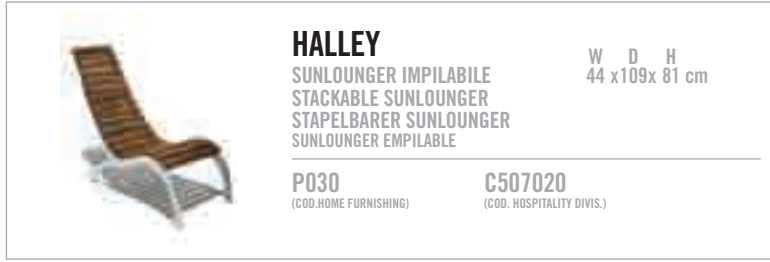 HALLEY
SUNLOUNGER IMPILABILE
STACKABLE SUNLOUNGER
STAPELBARER SUNLOUNGER
SUNLOUNGER EMPILABLE
W D H
44 x109x 81 cm
P030
(COD.HOME FURNISHING)
C507020
(COD. HOSPITALITY DIVIS.)